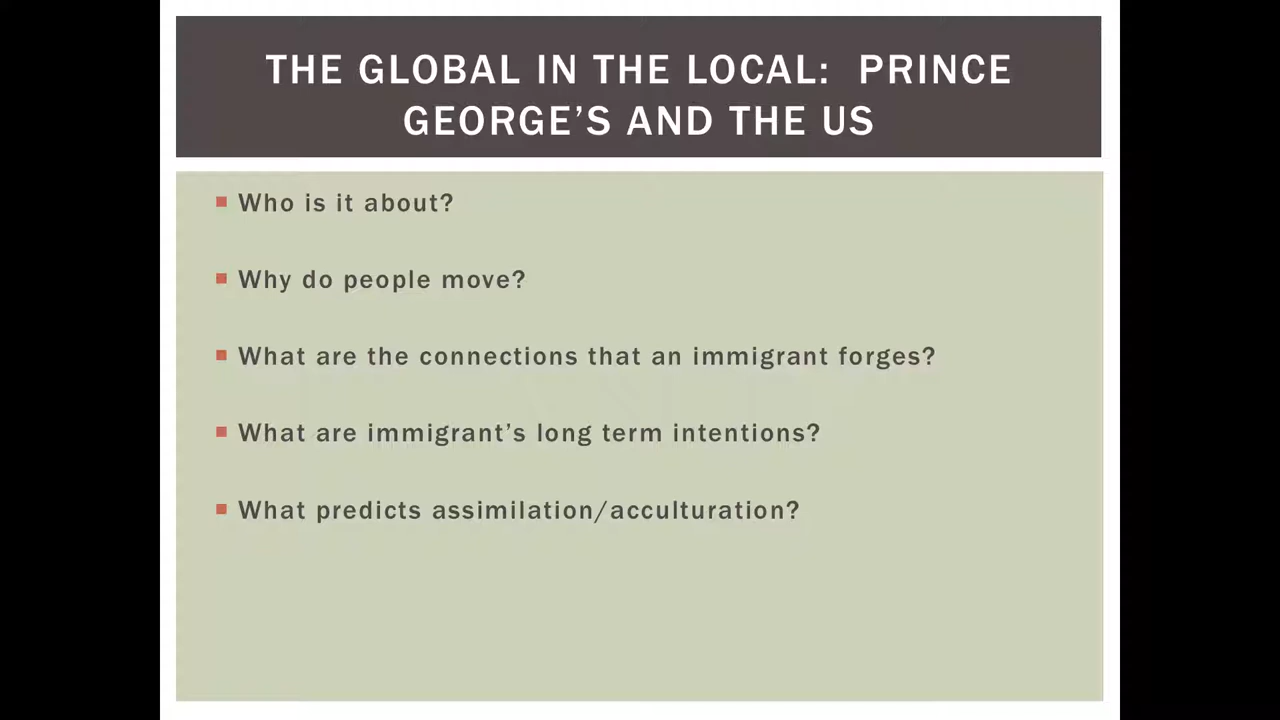 THE GLOBAL IN THE LOCAL:  PRINCE
GEORGE’S AND THE US
Who is it about?
Why do people move?
What are the connections that an immigrant forges?
What are immigrant’s long term intentions?
What predicts assimilation/acculturation?